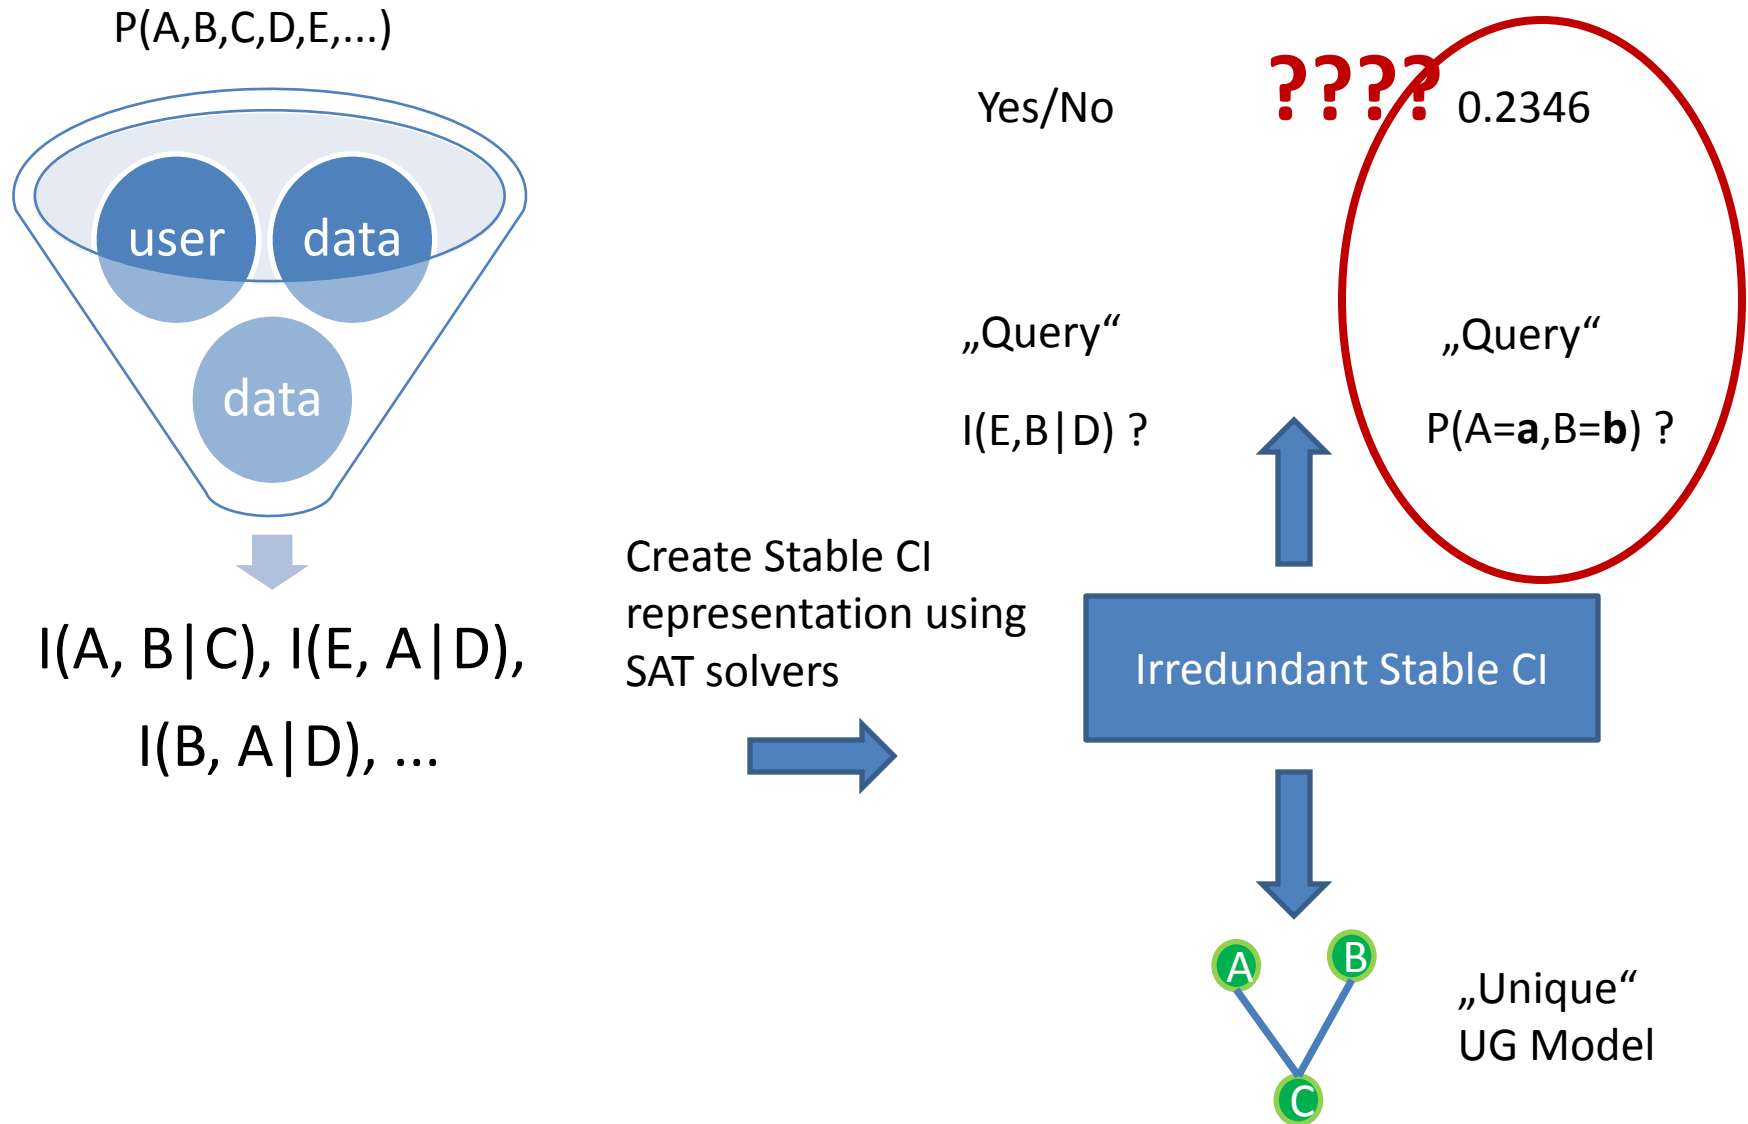 P(A,B,C,D,E,...)
user
data
data
I(A, B|C), I(E, A|D),
I(B, A|D), ...
Create Stable CI
representation using
SAT solvers
Yes/No
????
0.2346
„Query“
I(E,B|D) ?
„Query“
P(A=a,B=b) ?
Irredundant Stable CI
A
B
C
„Unique“
UG Model